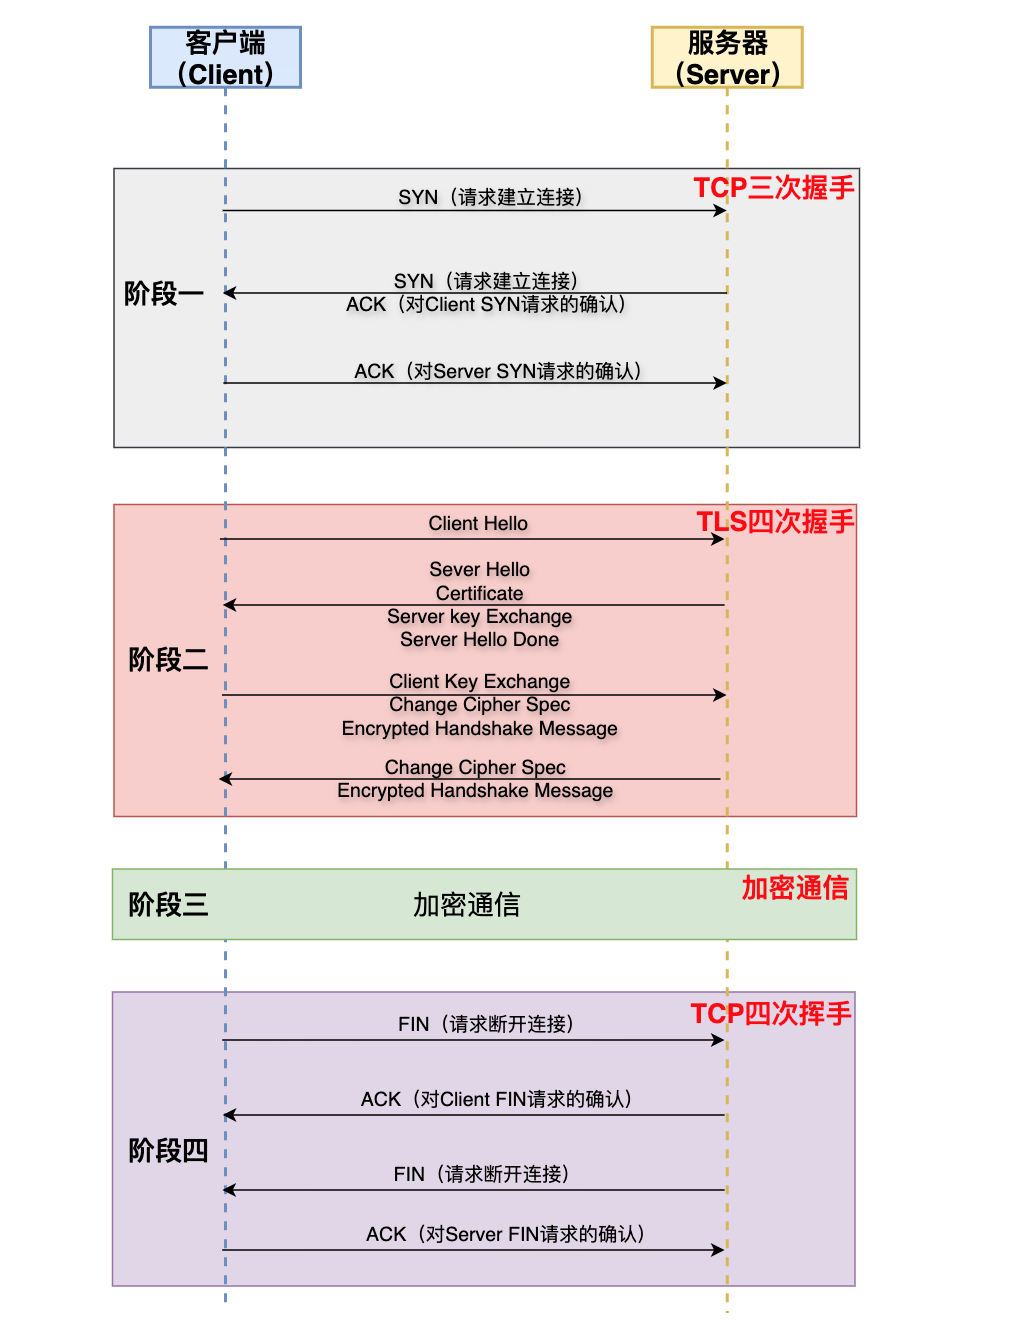 客户端
（Client）
服务器
（Server）
TCP三次握手
SYN（请求建立连接）
阶段一
SYN（请求建立连接）
ACK（对Client SYN请求的确认）
ACK（对Server SYN请求的确认）
TLS四次握手
Client Hello
Sever Hello
Certificate
Server key Exchange
Server Hello Done
阶段二
Client Key Exchange
Change Cipher Spec
Encrypted Handshake Message
Change Cipher Spec
Encrypted Handshake Message
加密通信
阶段三
加密通信
TCP四次挥手
FIN（请求断开连接）
ACK（对Client FIN请求的确认）
阶段四
FIN（请求断开连接）
ACK（对Server FIN请求的确认）